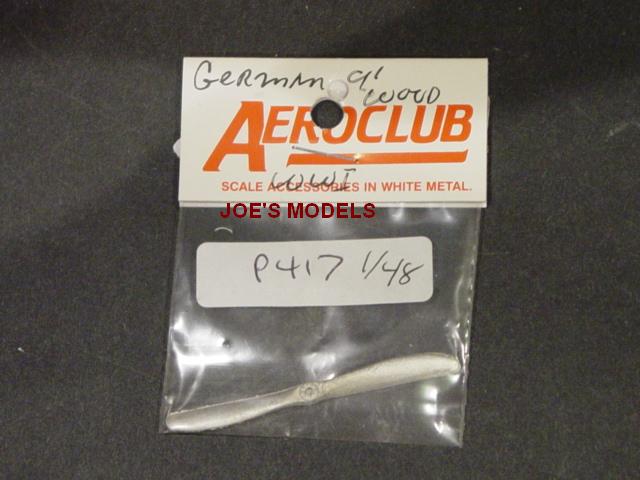 GERMAN 9'
WOOD
AEROCLUB
WWI
SCALE ACCESSORIES IN WHITE METAL.
JOE'S MODELS
P417 1/48